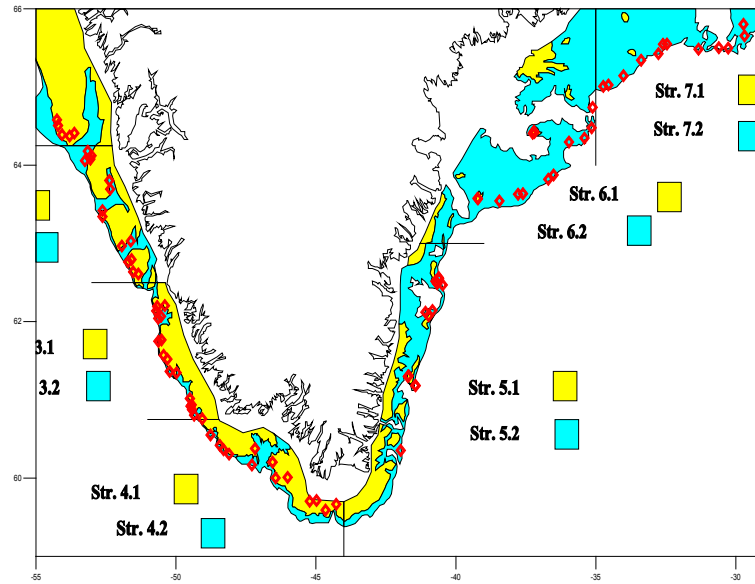 66
Str. 7.1
Str. 7.2
64
Str. 6.1
Str. 6.2
62
3.1
3.2
Str. 5.1
Str. 5.2
60
Str. 4.1
Str. 4.2
-55 -50 -45 -40 -35 -30